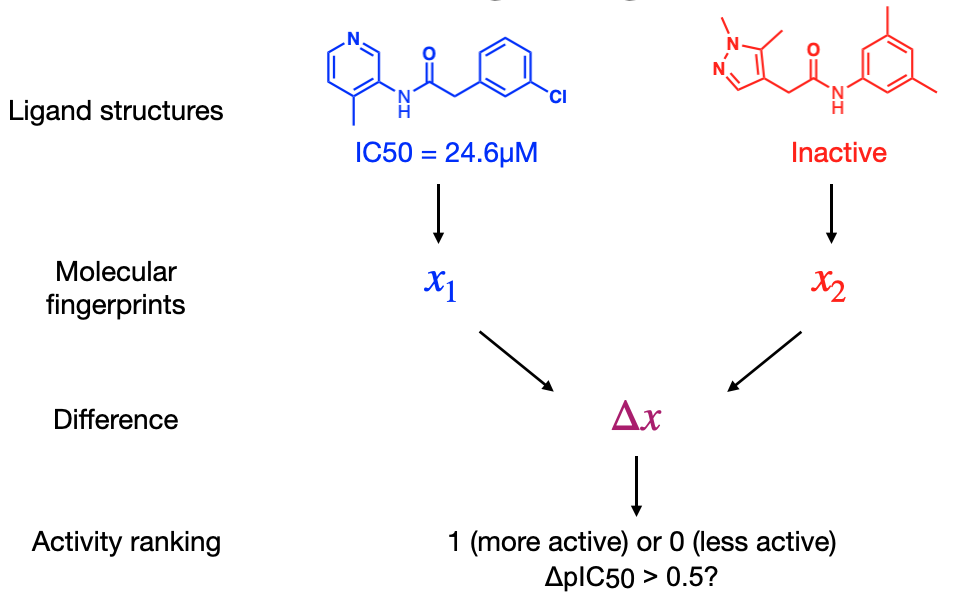 N
O
N
H
Cl
N
N
O
N
H
Ligand structures
IC50 = 24.6µM
Inactive
Molecular
fingerprints
x1
x2
Difference
Δx
Activity ranking
1 (more active) or 0 (less active)
ΔpIC50 > 0.5?